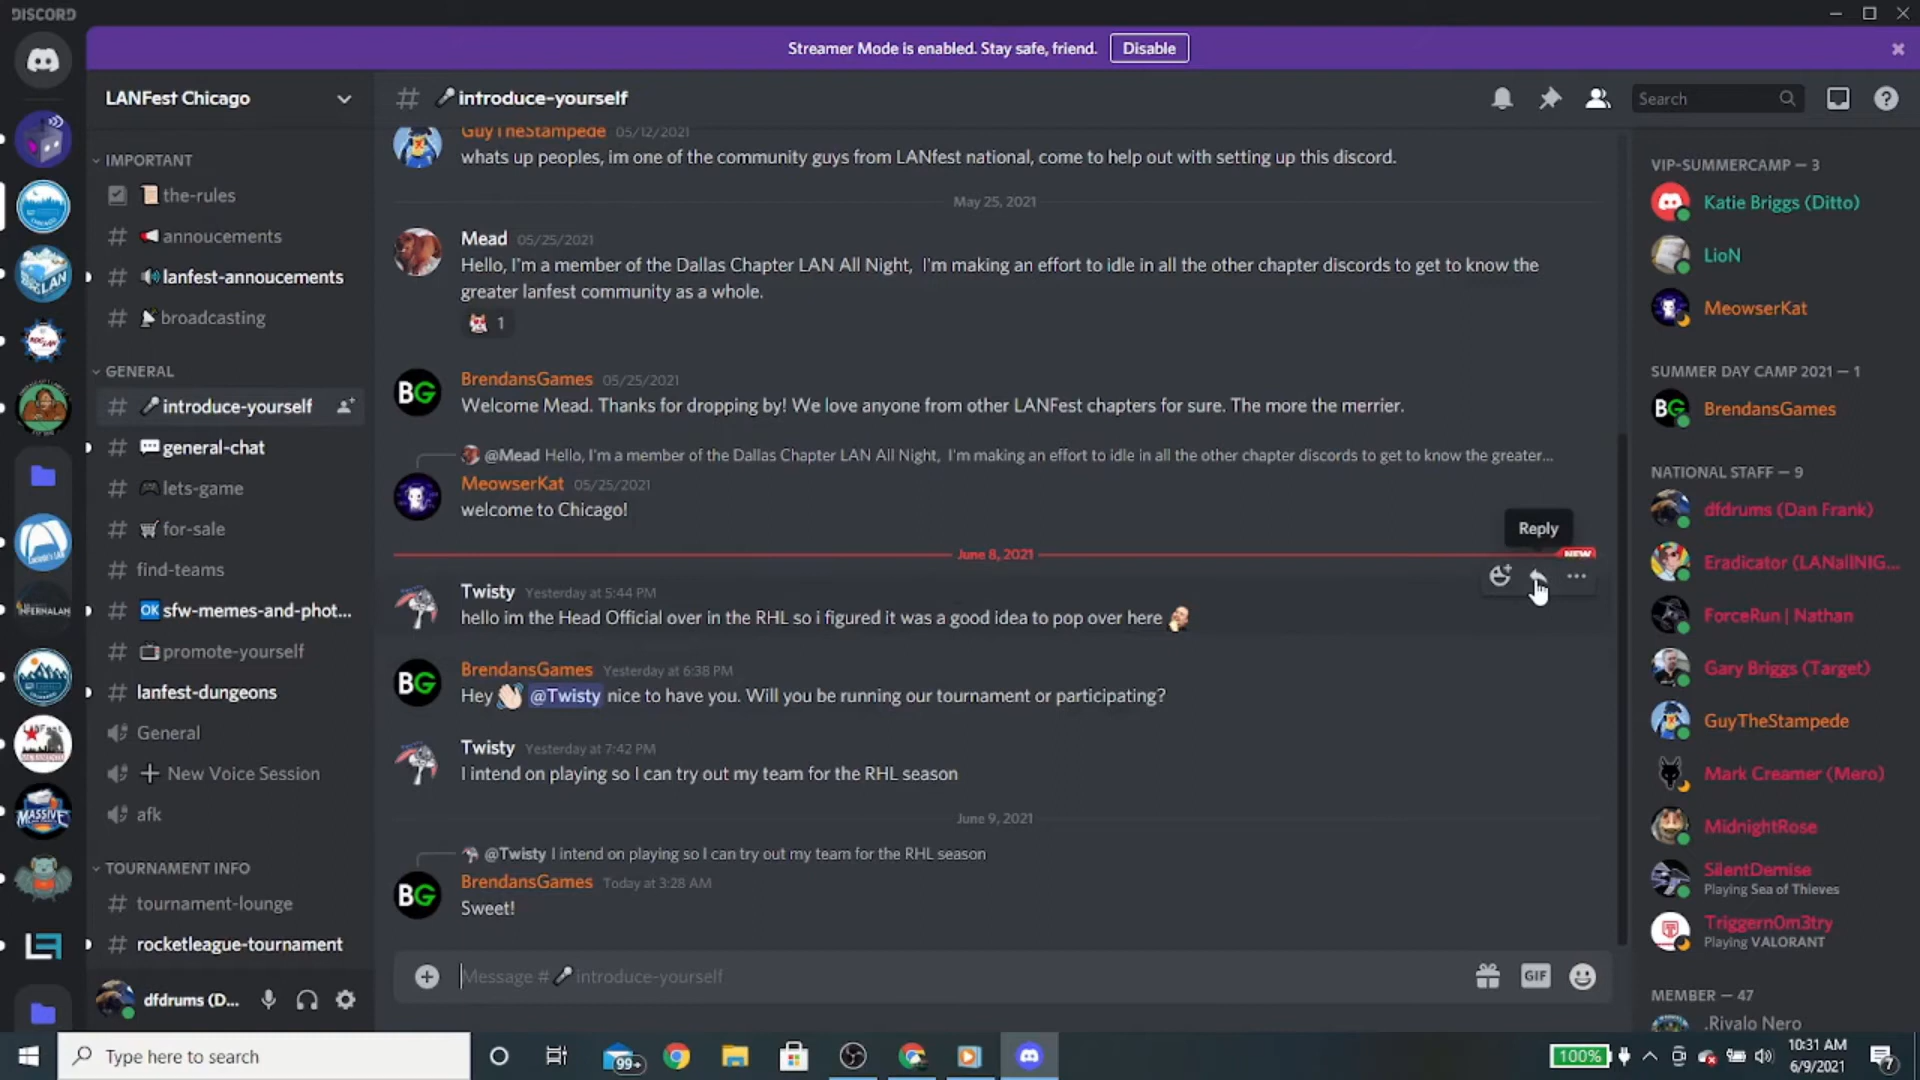 DISCORD
Streamer Mode is enabled. Stay safe, friend.
Disable
LANFest Chicago
IMPORTANT
the-rules
annoucements
lanfest-annoucements
broadcasting
GENERAL
introduce-yourself
general-chat
lets-game
for-sale
find-teams
OK sfw-memes-and-phot...
promote-yourself
lanfest-dungeons
General
New Voice Session
afk
TOURNAMENT INFO
tournament-lounge
rocketleague-tournament
dfdrums (D...
# introduce-yourself
Search
GuyTheStampede 05/12/2021
whats up peoples, im one of the community guys from LANfest national, come to help out with setting up this discord.
May 25, 2021
Mead 05/25/2021
Hello, I'm a member of the Dallas Chapter LAN All Night, I'm making an effort to idle in all the other chapter discords to get to know the
greater lanfest community as a whole.
1
BG
BrendansGames 05/25/2021
Welcome Mead. Thanks for dropping by! We love anyone from other LANFest chapters for sure. The more the merrier.
@Mead Hello, I'm a member of the Dallas Chapter LAN All Night, I'm making an effort to idle in all the other chapter discords to get to know the greater...
MeowserKat 05/25/2021
welcome to Chicago!
Reply
June 8, 2021
NEW
Twisty Yesterday at 5:44 PM
hello im the Head Official over in the RHL so i figured it was a good idea to pop over here
BG
BrendansGames Yesterday at 6:38 PM
Hey @Twisty nice to have you. Will you be running our tournament or participating?
Twisty Yesterday at 7:42 PM
I intend on playing so I can try out my team for the RHL season
June 9, 2021
@Twisty I intend on playing so I can try out my team for the RHL season
BG
BrendansGames Today at 3:28 AM
Sweet!
Message # introduce-yourself
GIF
VIP-SUMMERCAMP — 3
Katie Briggs (Ditto)
LioN
MeowserKat
SUMMER DAY CAMP 2021 — 1
BG
BrendansGames
NATIONAL STAFF — 9
dfdrums (Dan Frank)
Eradicator (LANallNIG...
ForceRun | Nathan
Gary Briggs (Target)
GuyTheStampede
Mark Creamer (Mero)
MidnightRose
SilentDemise
Playing Sea of Thieves
Triggern0m3try
Playing VALORANT
MEMBER — 47
.Rivalo Nero
MASSIVE
Type here to search
99+
100%
10:31 AM
6/9/2021
7